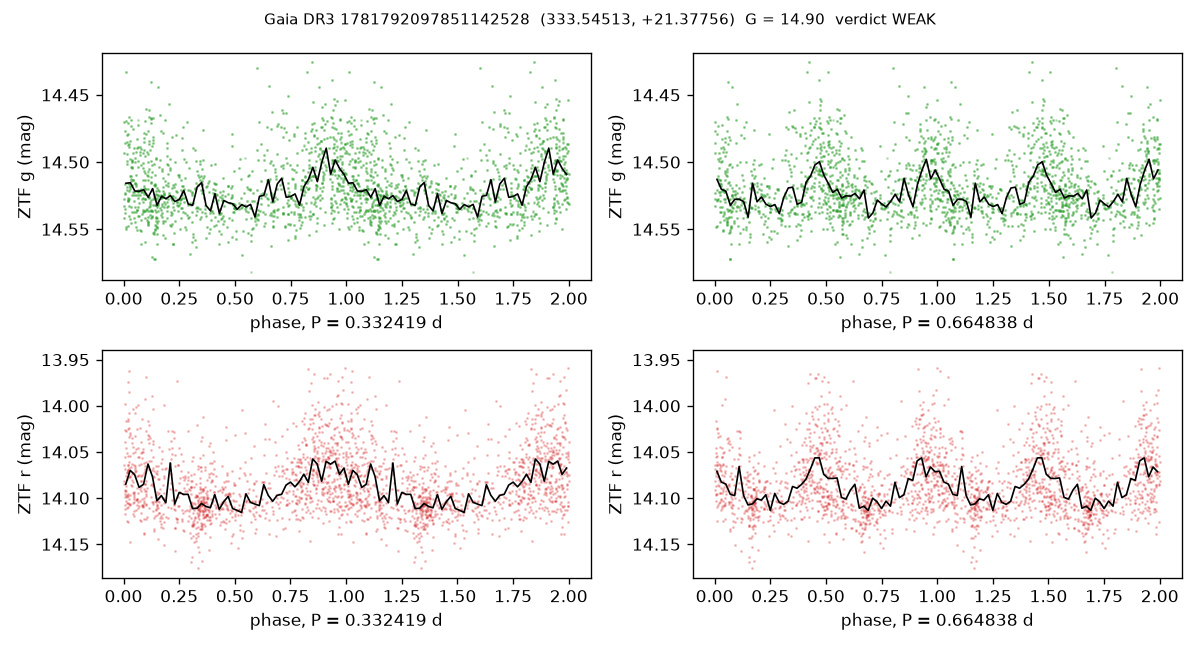 Gaia DR3 1781792097851142528  (333.54513, +21.37756)  G = 14.90  verdict WEAK
ZTF g (mag)
14.45
14.50
14.55
0.00 0.25 0.50 0.75 1.00 1.25 1.50 1.75 2.00
phase, P = 0.332419 d
ZTF g (mag)
14.45
14.50
14.55
0.00 0.25 0.50 0.75 1.00 1.25 1.50 1.75 2.00
phase, P = 0.664838 d
ZTF r (mag)
13.95
14.00
14.05
14.10
14.15
0.00 0.25 0.50 0.75 1.00 1.25 1.50 1.75 2.00
phase, P = 0.332419 d
ZTF r (mag)
13.95
14.00
14.05
14.10
14.15
0.00 0.25 0.50 0.75 1.00 1.25 1.50 1.75 2.00
phase, P = 0.664838 d